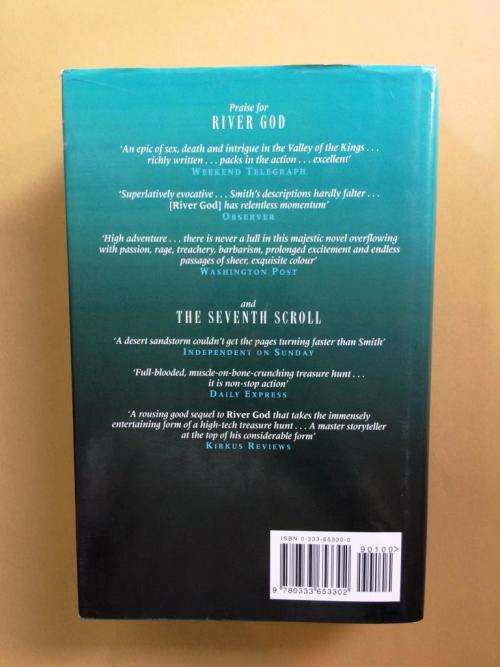 Praise for
RIVER GOD
'An epic of sex, death and intrigue in the Valley of the Kings . . .
richly written . . . packs in the action . . . excellent'
WEEKEND TELEGRAPH
'Superlatively evocative . . . Smith's descriptions hardly falter . . .
[River God] has relentless momentum'
OBSERVER
'High adventure . . . there is never a lull in this majestic novel overflowing
with passion, rage, treachery, barbarism, prolonged excitement and endless
passages of sheer, exquisite colour'
WASHINGTON POST
and
THE SEVENTH SCROLL
'A desert sandstorm couldn't get the pages turning faster than Smith'
INDEPENDENT ON SUNDAY
'Full-blooded, muscle-on-bone-crunching treasure hunt . . .
it is non-stop action'
DAILY EXPRESS
'A rousing good sequel to River God that takes the immensely
entertaining form of a high-tech treasure hunt . . . A master storyteller
at the top of his considerable form'
KIRKUS REVIEWS
ISBN 0-333-65330-0
90100>
9 780333 653302